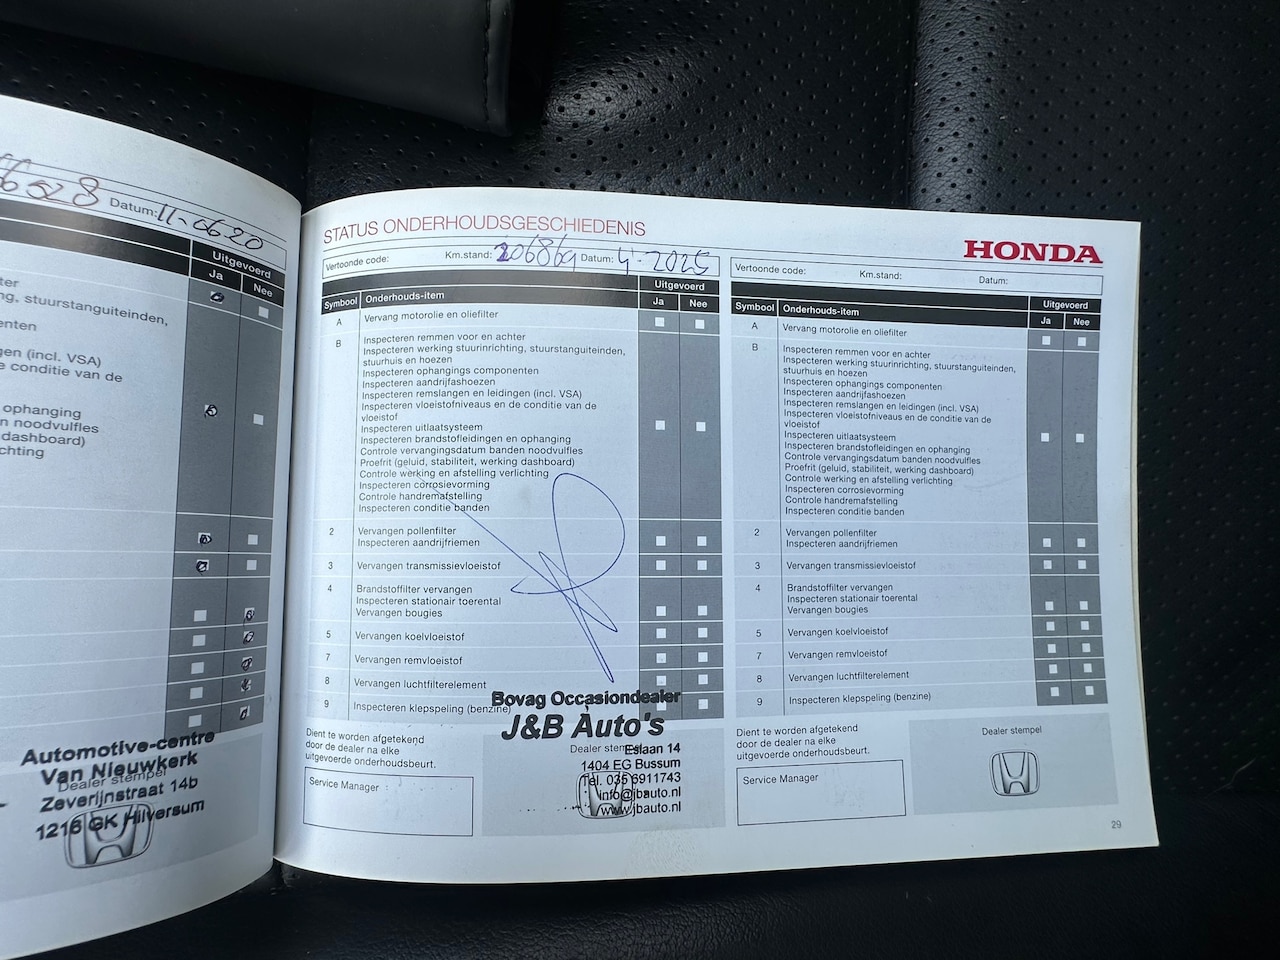 Datum: 11-06-20
Uitgevoerd
Ja Nee
ng, stuurstanguiteinden,
enten
gen (incl. VSA)
e conditie van de
ophanging
n noodvulfles
dashboard)
chting
Automotive-centre
Van Nieuwkerk
Dealer stempel
Zeverijnstraat 14b
1216 GK Hilversum
STATUS ONDERHOUDSGESCHIEDENIS
HONDA
Vertoonde code: Km.stand: 206869 Datum: 4-2025
Uitgevoerd
Symbool Onderhouds-item Ja Nee
A Vervang motorolie en oliefilter
B Inspecteren remmen voor en achter
Inspecteren werking stuurinrichting, stuurstanguiteinden,
stuurhuis en hoezen
Inspecteren ophangings componenten
Inspecteren aandrijfashoezen
Inspecteren remslangen en leidingen (incl. VSA)
Inspecteren vloeistofniveaus en de conditie van de
vloeistof
Inspecteren uitlaatsysteem
Inspecteren brandstofleidingen en ophanging
Controle vervangingsdatum banden noodvulfles
Proefrit (geluid, stabiliteit, werking dashboard)
Controle werking en afstelling verlichting
Inspecteren corrosievorming
Controle handremafstelling
Inspecteren conditie banden
2 Vervangen pollenfilter
Inspecteren aandrijfriemen
3 Vervangen transmissievloeistof
4 Brandstoffilter vervangen
Inspecteren stationair toerental
Vervangen bougies
5 Vervangen koelvloeistof
7 Vervangen remvloeistof
8 Vervangen luchtfilterelement
9 Inspecteren klepspeling (benzine)
Dient te worden afgetekend
door de dealer na elke
uitgevoerde onderhoudsbeurt.
Service Manager
Bovag Occasiondealer
J&B Auto's
Dealer stempel
Eslaan 14
1404 EG Bussum
Tel. 035 6911743
info@jbauto.nl
www.jbauto.nl
Vertoonde code: Km.stand: Datum:
Uitgevoerd
Symbool Onderhouds-item Ja Nee
A Vervang motorolie en oliefilter
B Inspecteren remmen voor en achter
Inspecteren werking stuurinrichting, stuurstanguiteinden,
stuurhuis en hoezen
Inspecteren ophangings componenten
Inspecteren aandrijfashoezen
Inspecteren remslangen en leidingen (incl. VSA)
Inspecteren vloeistofniveaus en de conditie van de
vloeistof
Inspecteren uitlaatsysteem
Inspecteren brandstofleidingen en ophanging
Controle vervangingsdatum banden noodvulfles
Proefrit (geluid, stabiliteit, werking dashboard)
Controle werking en afstelling verlichting
Inspecteren corrosievorming
Controle handremafstelling
Inspecteren conditie banden
2 Vervangen pollenfilter
Inspecteren aandrijfriemen
3 Vervangen transmissievloeistof
4 Brandstoffilter vervangen
Inspecteren stationair toerental
Vervangen bougies
5 Vervangen koelvloeistof
7 Vervangen remvloeistof
8 Vervangen luchtfilterelement
9 Inspecteren klepspeling (benzine)
Dient te worden afgetekend
door de dealer na elke
uitgevoerde onderhoudsbeurt.
Service Manager
Dealer stempel
29